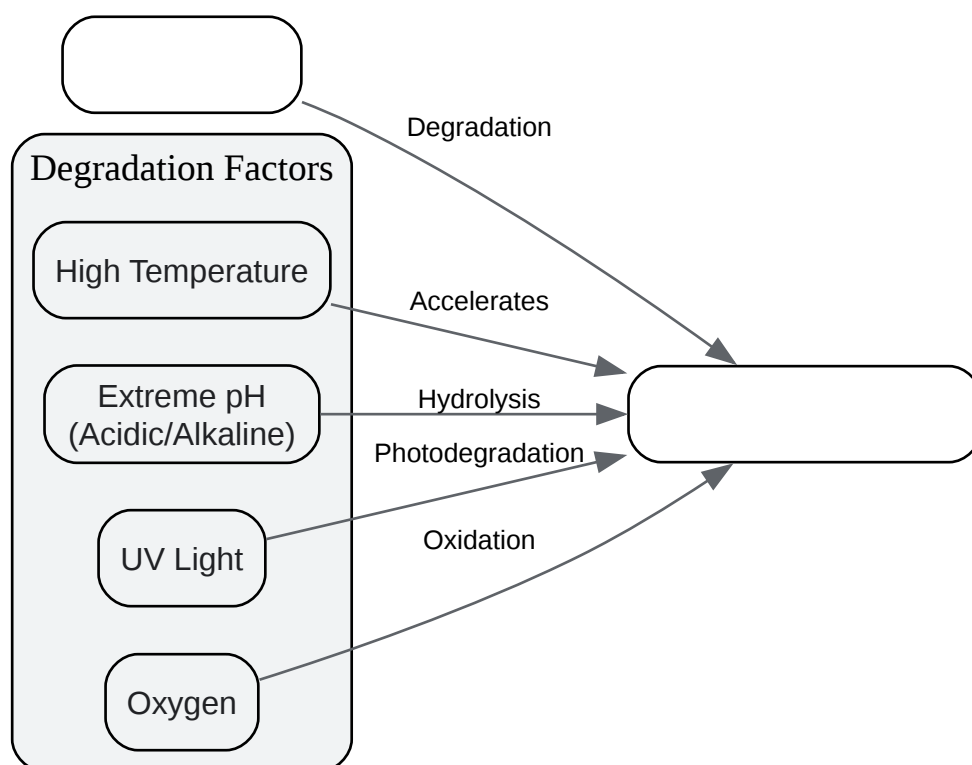 Degradation
Degradation Factors
High Temperature
Accelerates
Extreme pH
(Acidic/Alkaline)
Hydrolysis
Photodegradation
UV Light
Oxidation
Oxygen